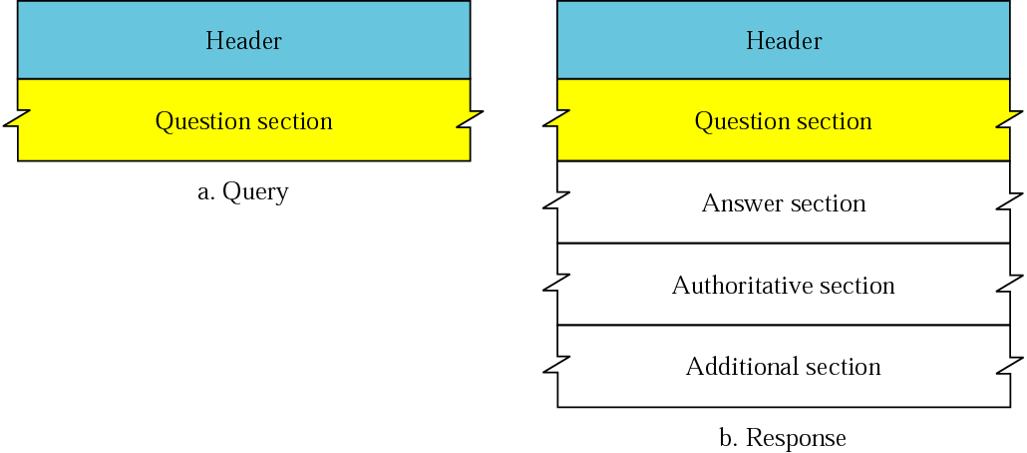 Header
Question section
a. Query
Header
Question section
Answer section
Authoritative section
Additional section
b. Response